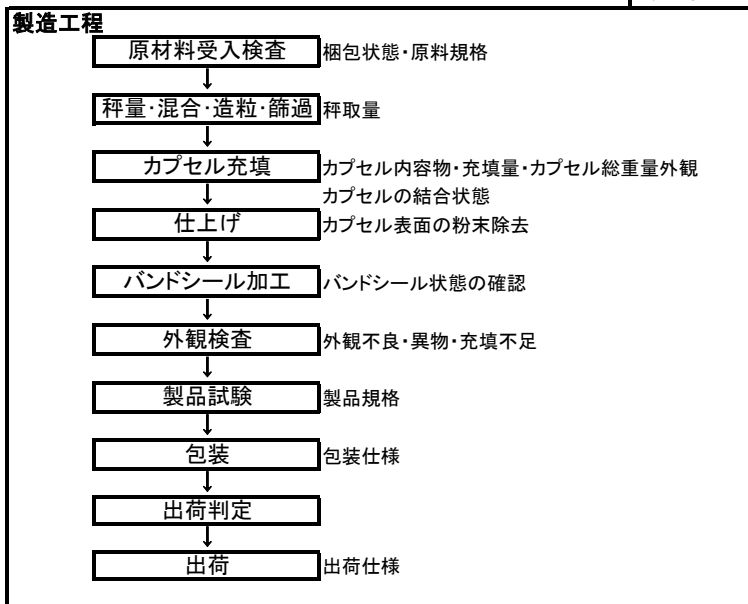 製造工程
原材料受入検査 梱包状態・原料規格
秤量・混合・造粒・篩過 秤取量
カプセル充填 カプセル内容物・充填量・カプセル総重量外観
カプセルの結合状態
仕上げ カプセル表面の粉末除去
バンドシール加工 バンドシール状態の確認
外観検査 外観不良・異物・充填不足
製品試験 製品規格
包装 包装仕様
出荷判定
出荷 出荷仕様